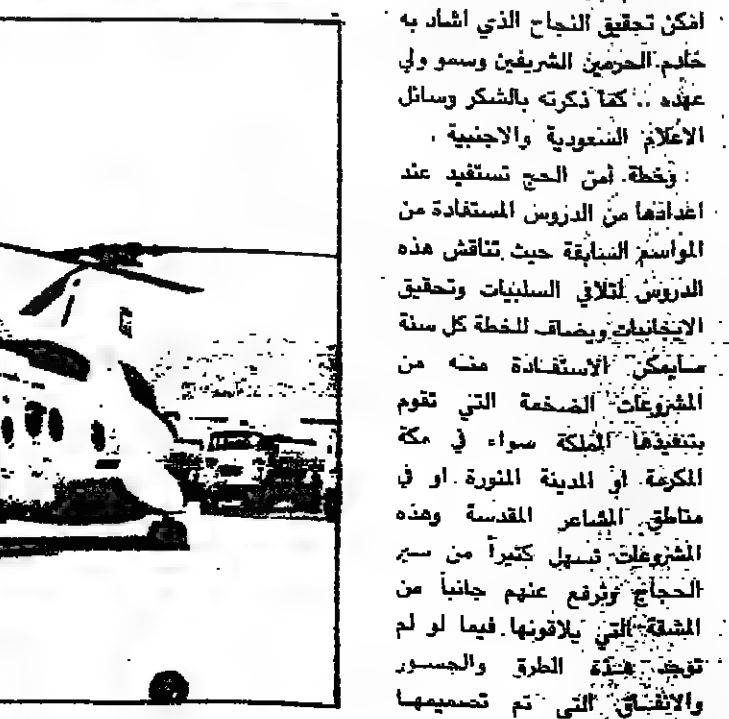 امكن تحقيق النجاح الذي اشاد به
خادم الحرمين الشريفين وسمو ولي
عهده .. كما ذكرته بالشكر وسائل
الاعلام السعودية والاجنبية .
وخطة أمن الحج تستفيد عند
اعدادها من الدروس المستفادة من
المواسم السابقة حيث تناقش هذه
الدروس لتلافي السلبيات وتحقيق
الايجابيات ويضاف للخطة كل سنة
مايمكن الاستفادة منه من
المشروعات الضخمة التي تقوم
بتنفيذها المملكة سواء في مكة
المكرمة او المدينة المنورة او في
مناطق المشاعر المقدسة وهذه
المشروعات تسهل كثيراً من سير
الحجاج وترفع عنهم جانباً من
المشقة التي يلاقونها فيما لو لم
توجد هذه الطرق والجسور
والانفاق التي تم تصميمها